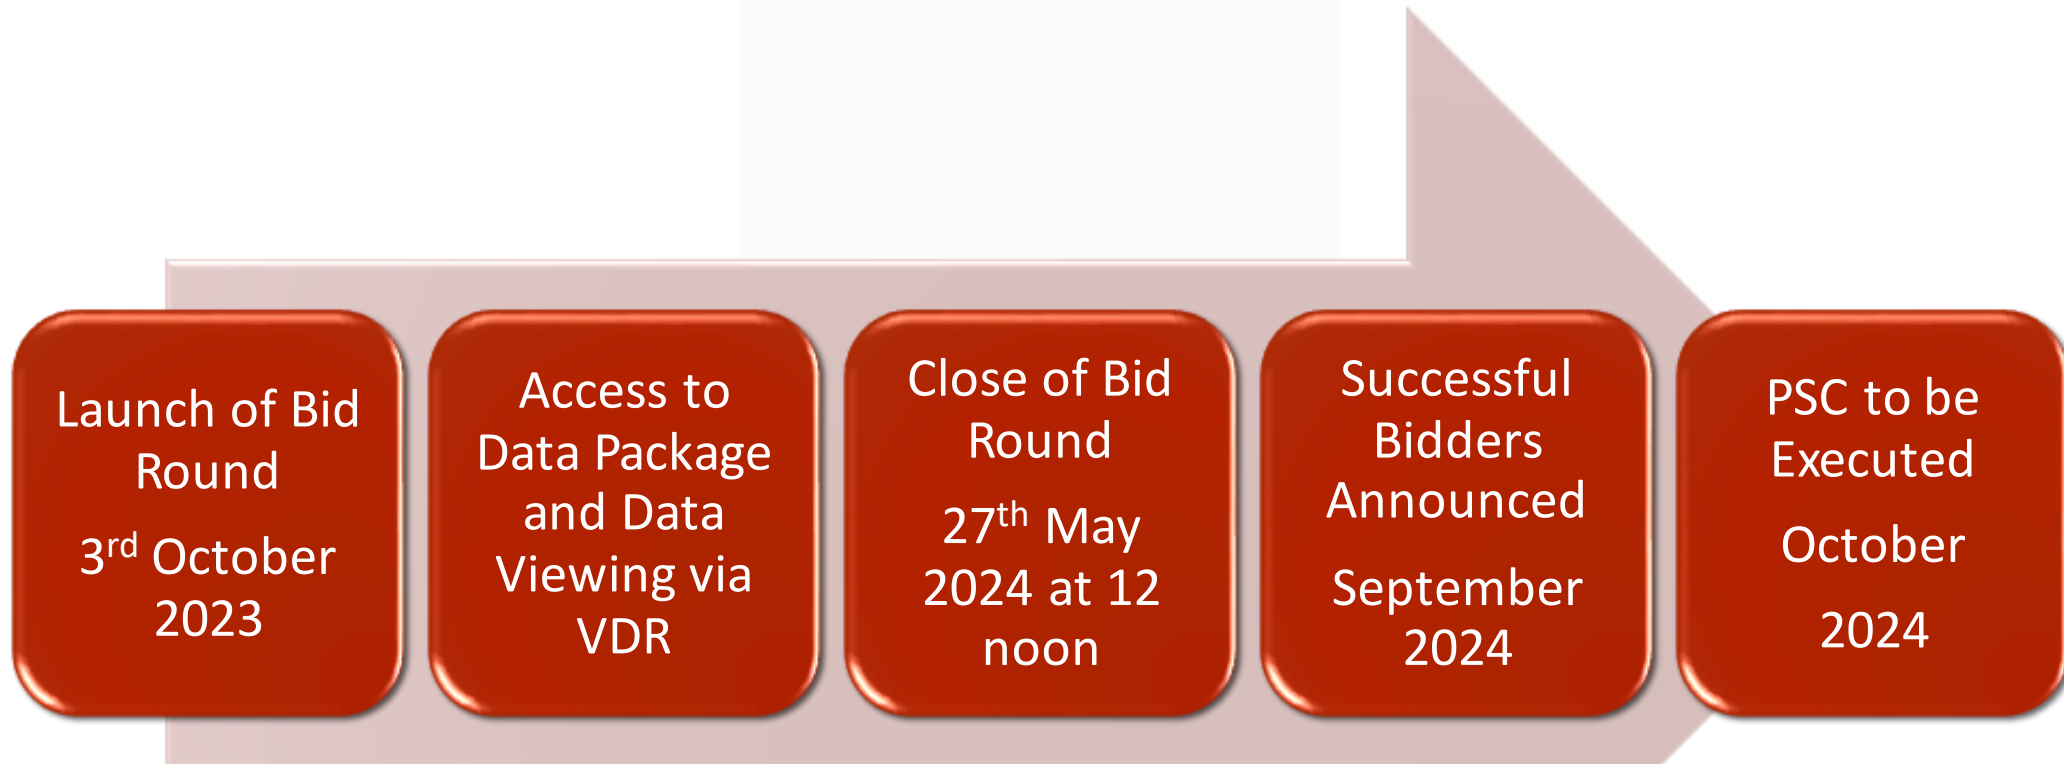 Launch of Bid
Round
3rd October
2023
Access to
Data Package
and Data
Viewing via
VDR
Close of Bid
Round
27th May
2024 at 12
noon
Successful
Bidders
Announced
September
2024
PSC to be
Executed
October
2024